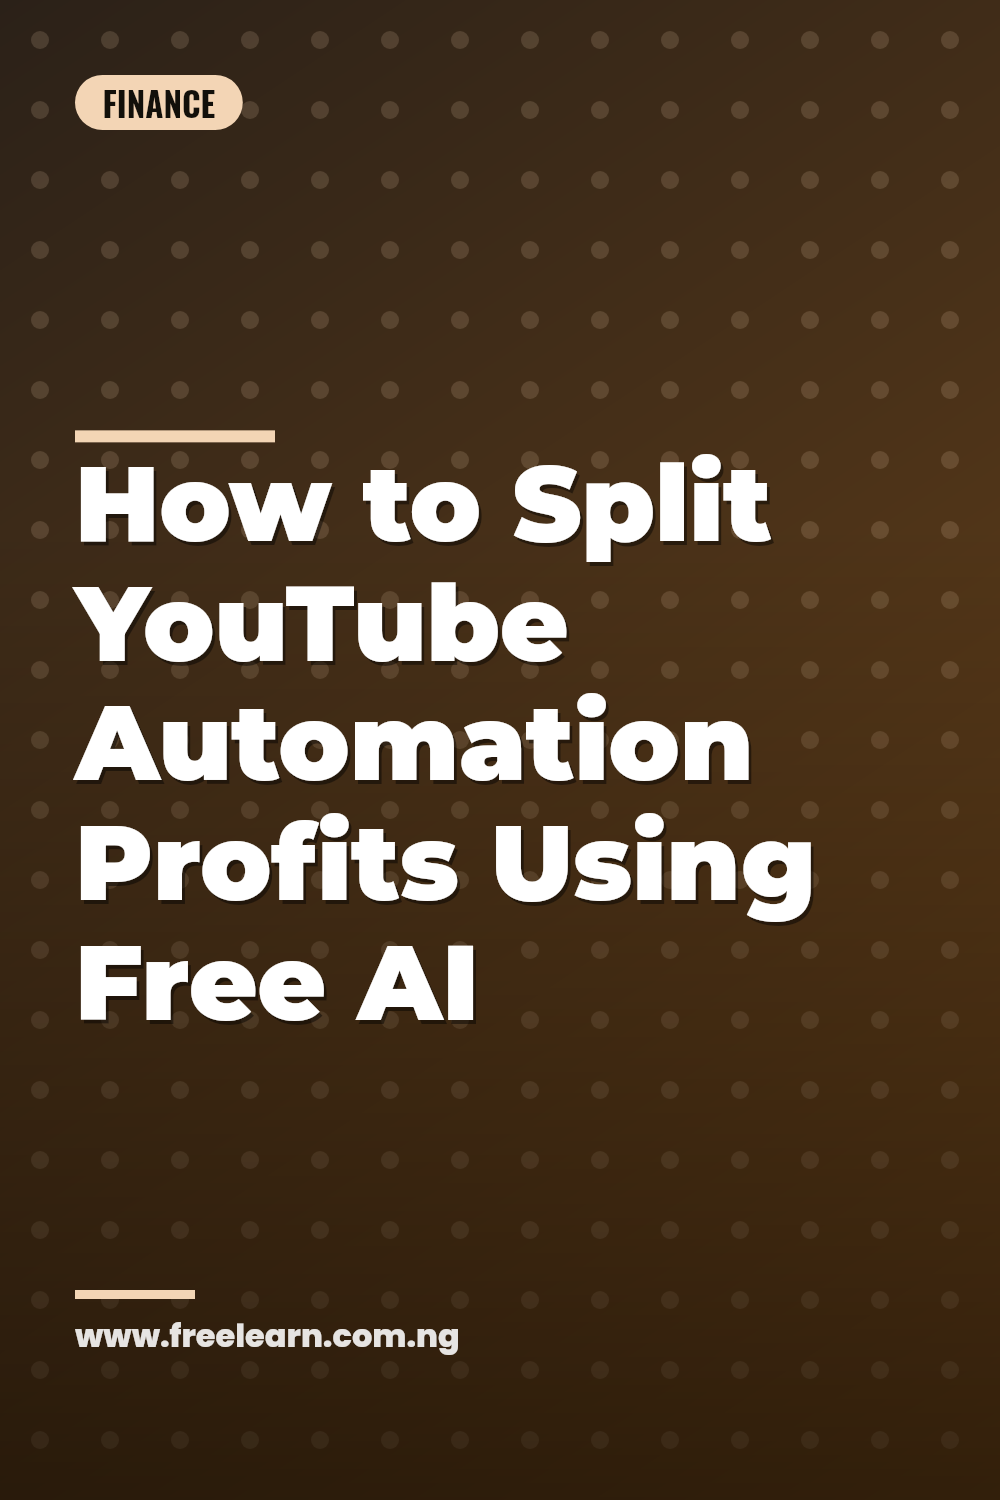 FINANCE
How to Split
YouTube
Automation
Profits Using
Free AI
www.freelearn.com.ng